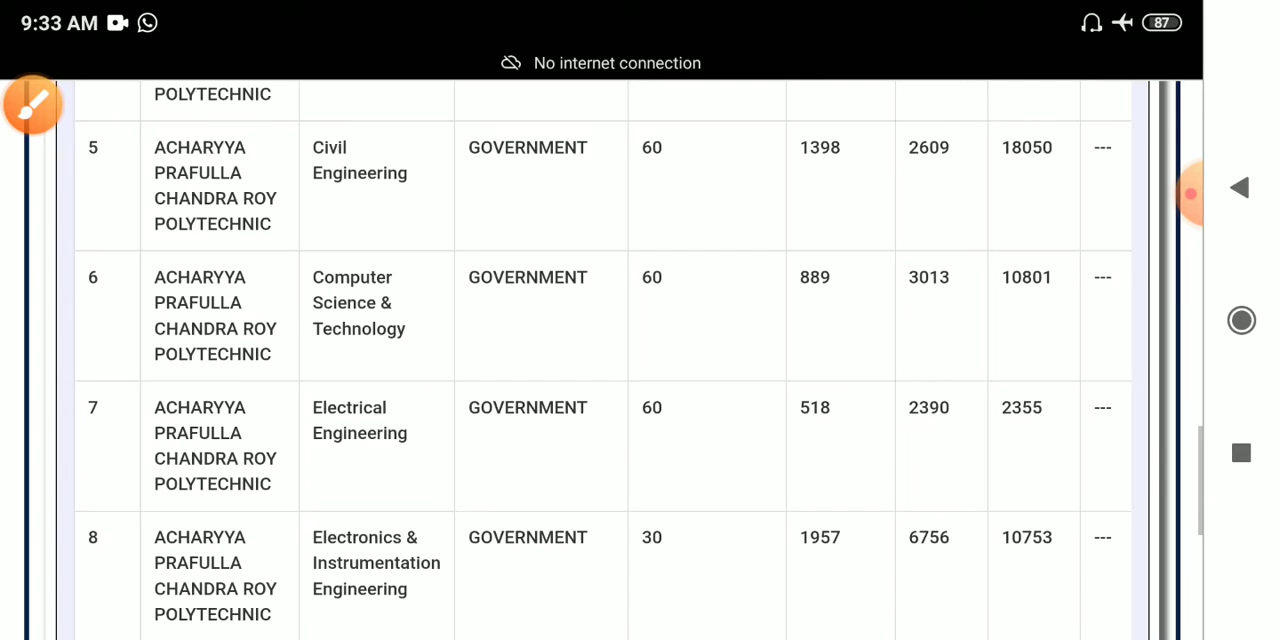 9:33 AM
87
No internet connection
POLYTECHNIC
5 ACHARYYA Civil GOVERNMENT 60 1398 2609 18050 ---
PRAFULLA Engineering
CHANDRA ROY
POLYTECHNIC
6 ACHARYYA Computer GOVERNMENT 60 889 3013 10801 ---
PRAFULLA Science &
CHANDRA ROY Technology
POLYTECHNIC
7 ACHARYYA Electrical GOVERNMENT 60 518 2390 2355 ---
PRAFULLA Engineering
CHANDRA ROY
POLYTECHNIC
8 ACHARYYA Electronics & GOVERNMENT 30 1957 6756 10753 ---
PRAFULLA Instrumentation
CHANDRA ROY Engineering
POLYTECHNIC